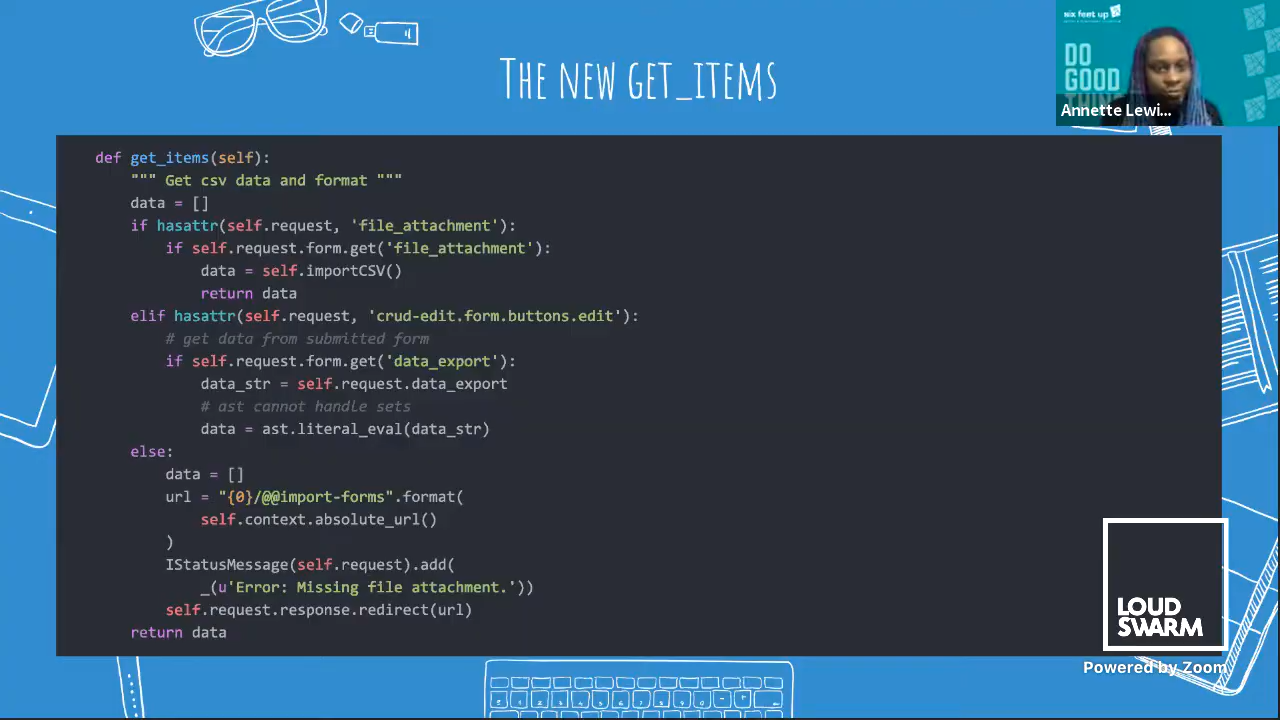 six feet up
DO
GOOD
Annette Lewi...
The new get_items
def get_items(self):
""" Get csv data and format """
data = []
if hasattr(self.request, 'file_attachment'):
if self.request.form.get('file_attachment'):
data = self.importCSV()
return data
elif hasattr(self.request, 'crud-edit.form.buttons.edit'):
# get data from submitted form
if self.request.form.get('data_export'):
data_str = self.request.data_export
# ast cannot handle sets
data = ast.literal_eval(data_str)
else:
data = []
url = "{0}/@@import-forms".format(
self.context.absolute_url()
)
IStatusMessage(self.request).add(
_(u'Error: Missing file attachment.'))
self.request.response.redirect(url)
return data
LOUD
SWARM
Powered by Zoom